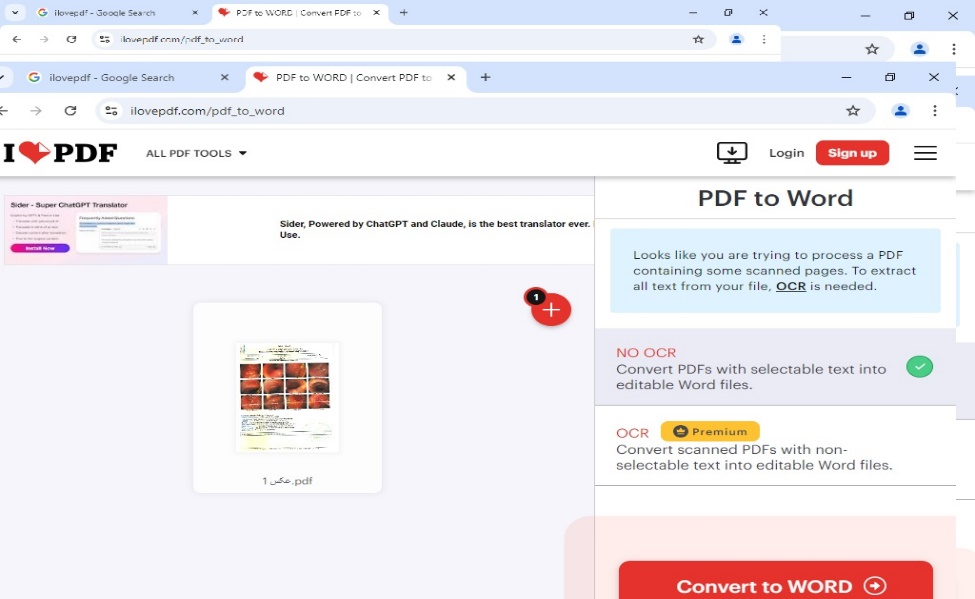 ilovepdf - Google Search
PDF to WORD | Convert PDF to
ilovepdf.com/pdf_to_word
ilovepdf - Google Search
PDF to WORD | Convert PDF to
ilovepdf.com/pdf_to_word
I PDF
ALL PDF TOOLS
Login
Sign up
Sider - Super ChatGPT Translator
Frequently Asked Questions
Install Now
Sider, Powered by ChatGPT and Claude, is the best translator ever.
Use.
1
عکس 1.pdf
PDF to Word
Looks like you are trying to process a PDF
containing some scanned pages. To extract
all text from your file, OCR is needed.
NO OCR
Convert PDFs with selectable text into
editable Word files.
OCR Premium
Convert scanned PDFs with non-
selectable text into editable Word files.
Convert to WORD